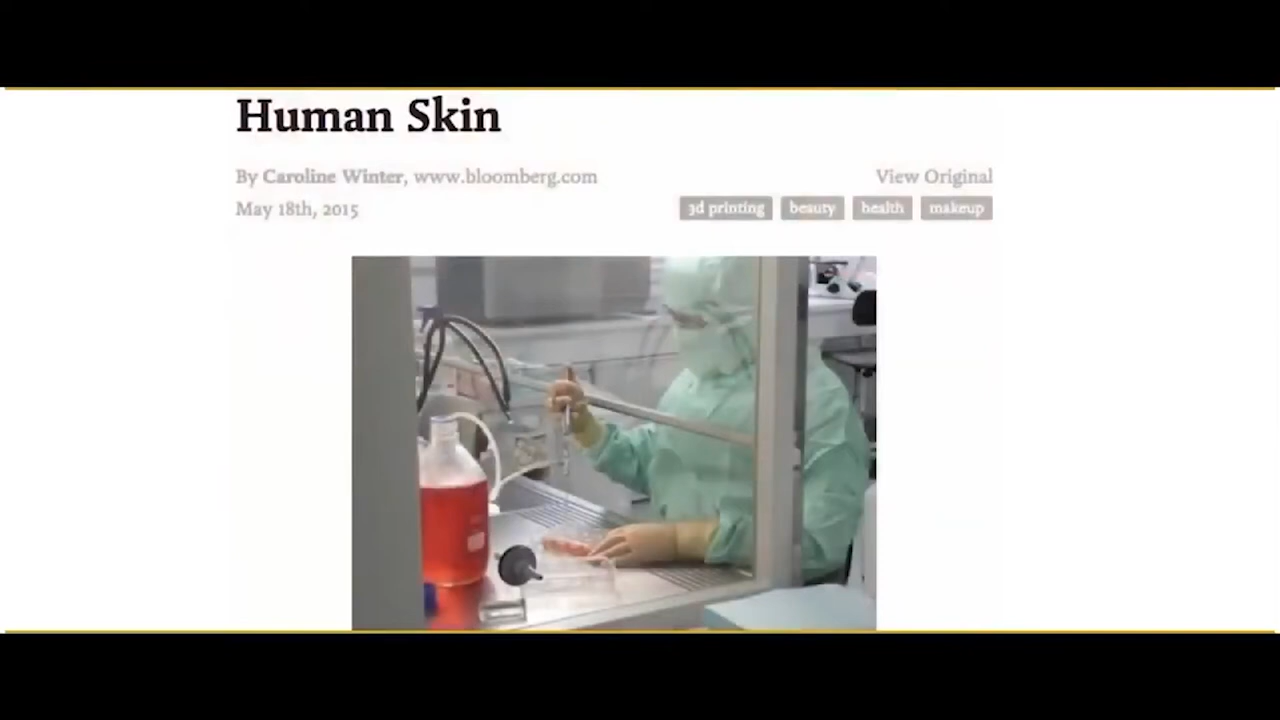 Human Skin
By Caroline Winter, www.bloomberg.com
View Original
May 18th, 2015
3d printing
beauty
health
makeup